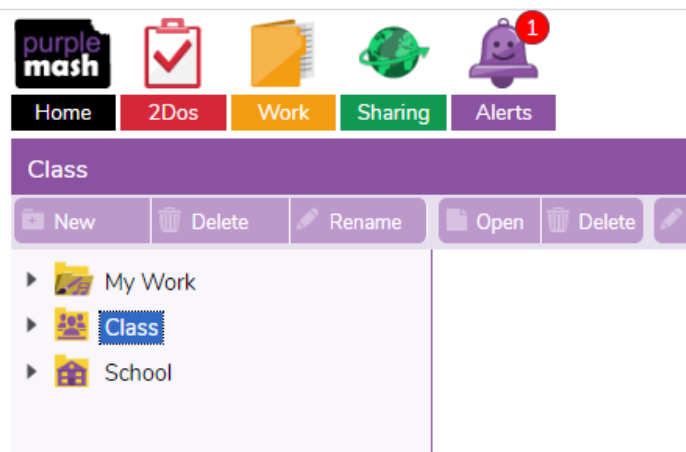 purple
mash
1
Home 2Dos Work Sharing Alerts
Class
New Delete Rename Open Delete
My Work
Class
School